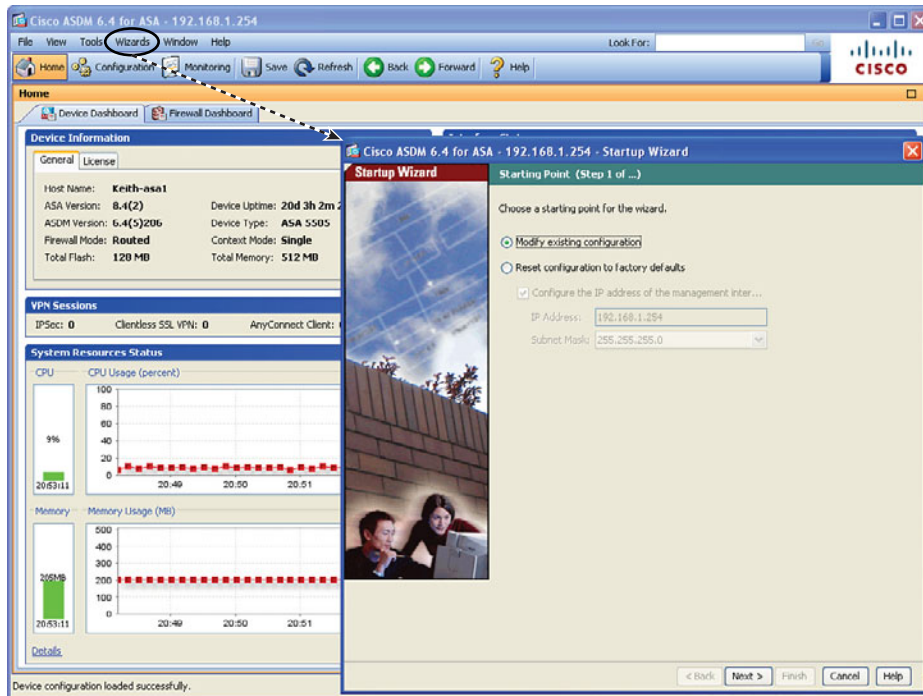 Cisco ASDM 6.4 for ASA - 192.168.1.254
File View Tools Wizards Window Help
Look For:
Go
Home Configuration Monitoring Save Refresh Back Forward Help
CISCO
Home
Device Dashboard Firewall Dashboard
Device Information
General License
Host Name: Keith-asa1
ASA Version: 8.4(2) Device Uptime: 20d 3h 2m
ASDM Version: 6.4(5)206 Device Type: ASA 5505
Firewall Mode: Routed Context Mode: Single
Total Flash: 128 MB Total Memory: 512 MB
VPN Sessions
IPSec: 0 Clientless SSL VPN: 0 AnyConnect Client:
System Resources Status
CPU CPU Usage (percent)
100
80
60
40
20
0
9%
20:53:11
20:49 20:50 20:51
Memory Memory Usage (MB)
500
400
300
200
100
0
205MB
20:53:11
20:49 20:50 20:51
Details
Device configuration loaded successfully.
Cisco ASDM 6.4 for ASA - 192.168.1.254 - Startup Wizard
Startup Wizard
Starting Point (Step 1 of ...)
Choose a starting point for the wizard.
Modify existing configuration
Reset configuration to factory defaults
Configure the IP address of the management inter...
IP Address: 192.168.1.254
Subnet Mask: 255.255.255.0
< Back Next > Finish Cancel Help